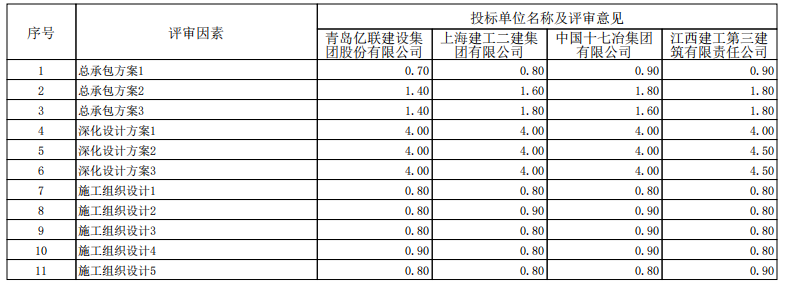 序号 评审因素 投标单位名称及评审意见
青岛亿联建设集团股份有限公司 上海建工二建集团有限公司 中国十七冶集团有限公司 江西建工第三建筑有限责任公司
1 总承包方案1 0.70 0.80 0.90 0.90
2 总承包方案2 1.40 1.60 1.80 1.80
3 总承包方案3 1.40 1.80 1.60 1.80
4 深化设计方案1 4.00 4.00 4.00 4.00
5 深化设计方案2 4.00 4.00 4.00 4.50
6 深化设计方案3 4.00 4.00 4.00 4.50
7 施工组织设计1 0.80 0.80 0.80 0.80
8 施工组织设计2 0.80 0.90 0.90 0.80
9 施工组织设计3 0.80 0.80 0.90 0.80
10 施工组织设计4 0.90 0.80 0.80 0.80
11 施工组织设计5 0.80 0.80 0.80 0.90